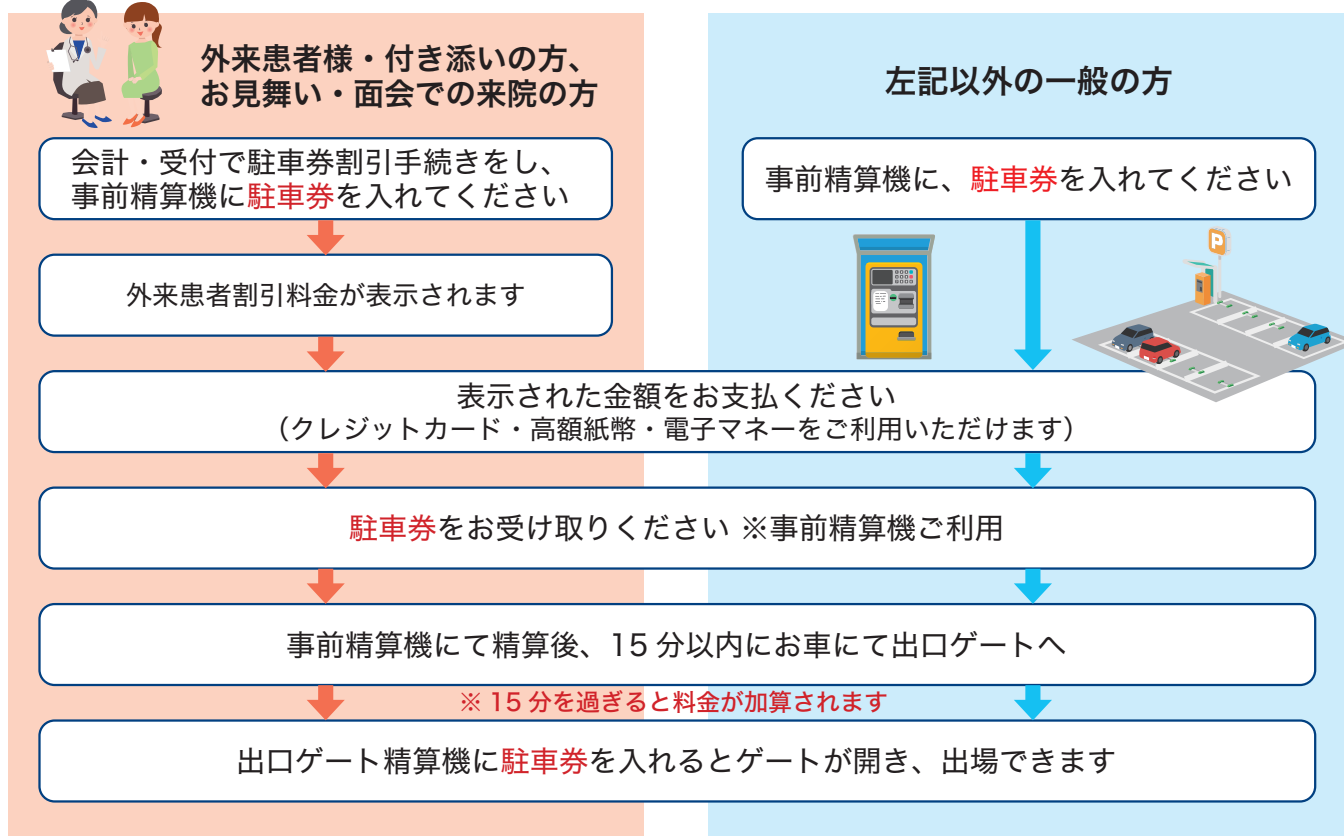 外来患者様・付き添いの方、
お見舞い・面会での来院の方
会計・受付で駐車券割引手続きをし、
事前精算機に駐車券を入れてください
外来患者割引料金が表示されます
左記以外の一般の方
事前精算機に、駐車券を入れてください
P
表示された金額をお支払ください
（クレジットカード・高額紙幣・電子マネーをご利用いただけます）
駐車券をお受け取りください ※事前精算機ご利用
事前精算機にて精算後、15 分以内にお車にて出口ゲートへ
※ 15 分を過ぎると料金が加算されます
出口ゲート精算機に駐車券を入れるとゲートが開き、出場できます